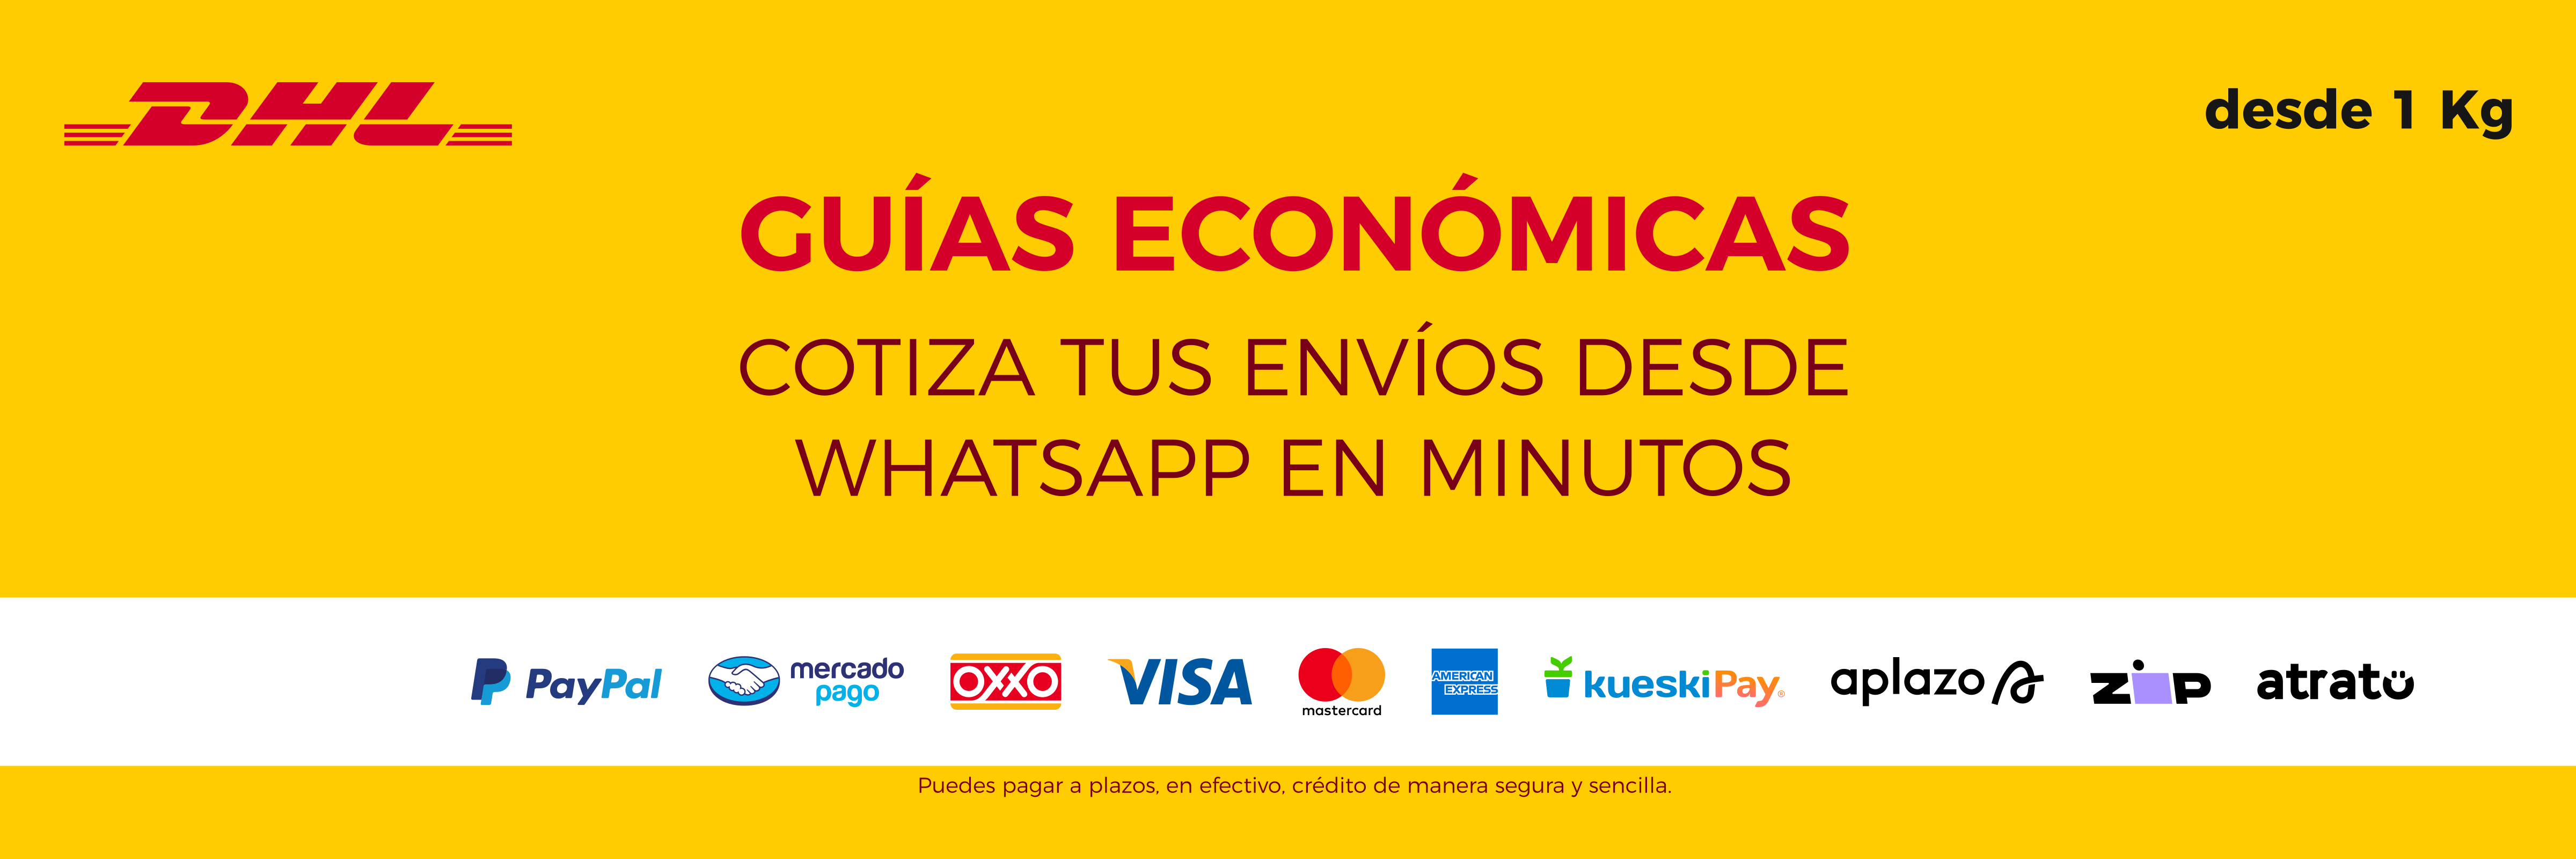 DHL
desde 1 Kg
GUÍAS ECONÓMICAS
COTIZA TUS ENVÍOS DESDE
WHATSAPP EN MINUTOS
PayPal mercado pago OXXO VISA mastercard AMERICAN EXPRESS kueskiPay® aplazo zip atrato
Puedes pagar a plazos, en efectivo, crédito de manera segura y sencilla.